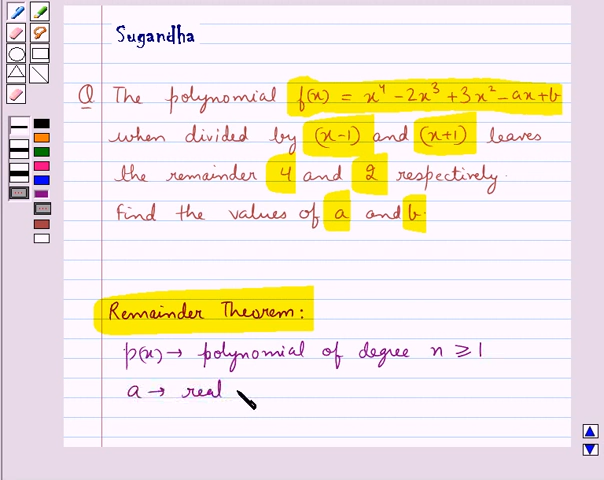 Sugandha
Q The polynomial f(x) = x⁴ - 2x³ + 3x² - ax + b
when divided by (x-1) and (x+1) leaves
the remainder 4 and 2 respectively.
Find the values of a and b.
Remainder Theorem:
p(x) → polynomial of degree n ≥ 1
a → real